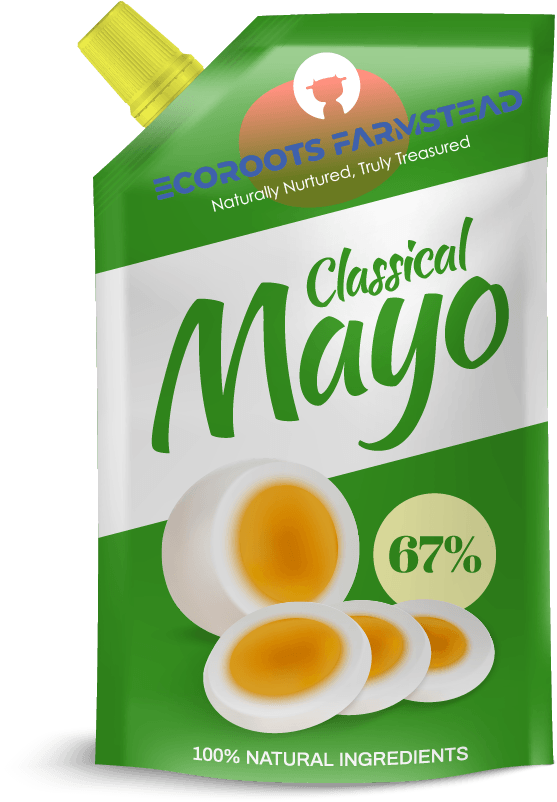 ECOROOTS FARMSTEAD
Naturally Nurtured, Truly Treasured
Classical
Mayo
67%
100% NATURAL INGREDIENTS